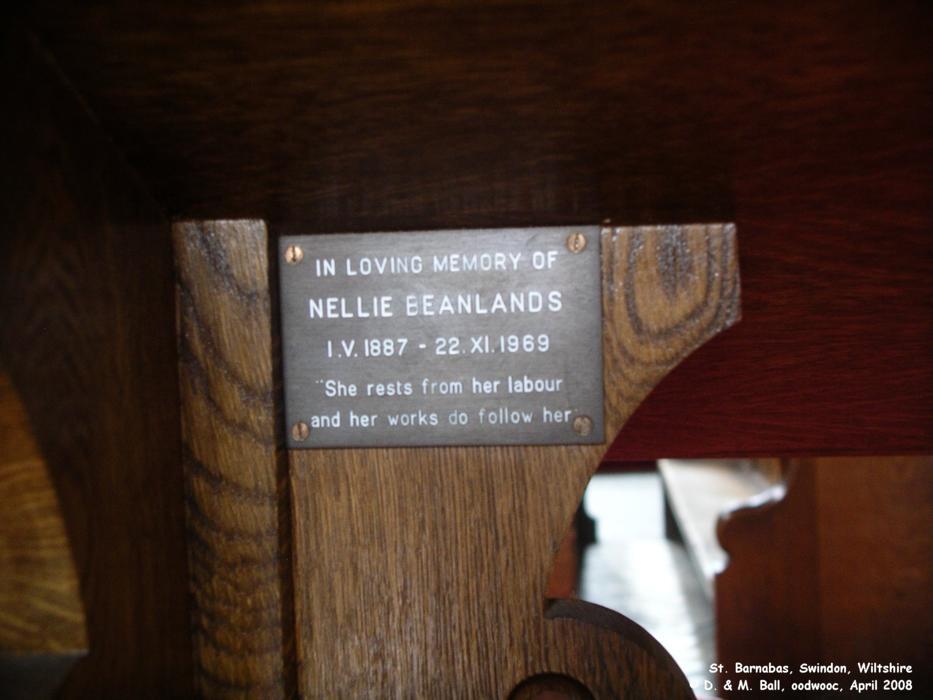 IN LOVING MEMORY OF
NELLIE BEANLANDS
I.V. 1887 - 22. XI. 1969
"She rests from her labour
and her works do follow her
St. Barnabas, Swindon, Wiltshire
© D. & M. Ball, oodwooc, April 2008